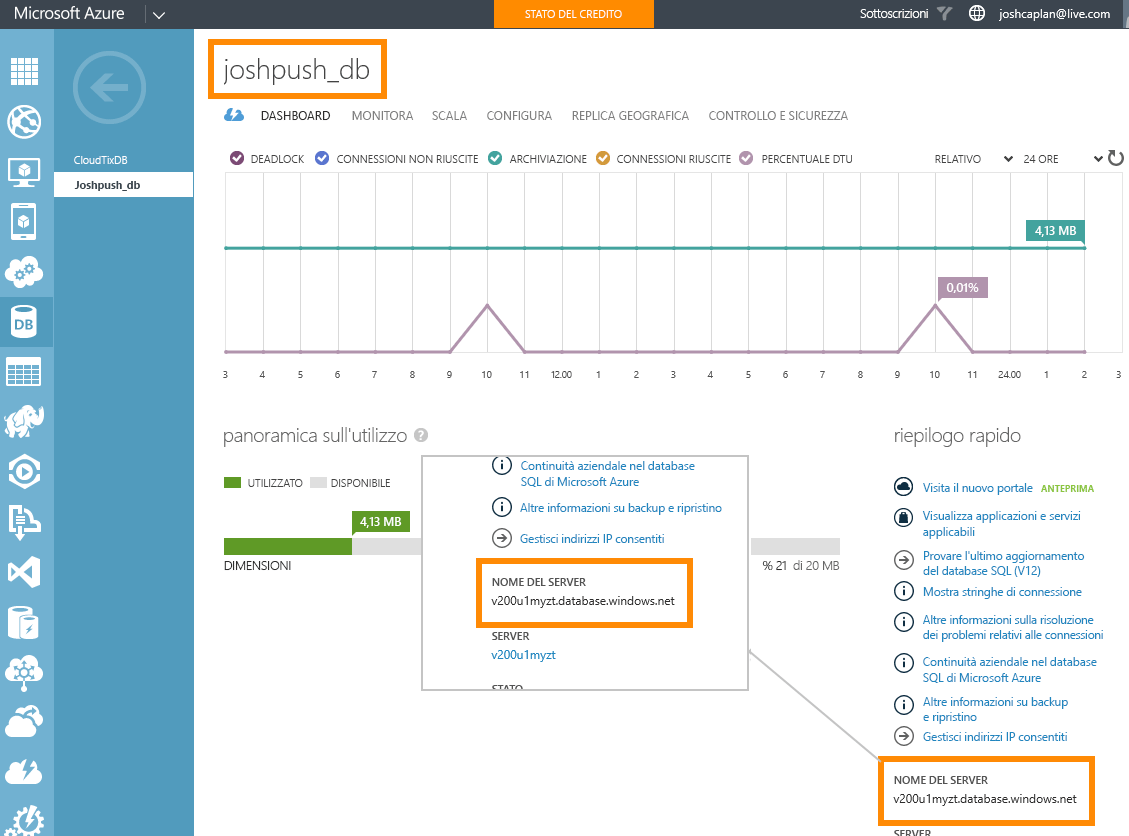 Microsoft Azure
STATO DEL CREDITO
Sottoscrizioni
joshcaplan@live.com
CloudTixDB
Joshpush_db
joshpush_db
DASHBOARD MONITORA SCALA CONFIGURA REPLICA GEOGRAFICA CONTROLLO E SICUREZZA
DEADLOCK CONNESSIONI NON RIUSCITE ARCHIVIAZIONE CONNESSIONI RIUSCITE PERCENTUALE DTU RELATIVO 24 ORE
4,13 MB
0,01%
3 4 5 6 7 8 9 10 11 12.00 1 2 3 4 5 6 7 8 9 10 11 24.00 1 2 3
panoramica sull'utilizzo ?
UTILIZZATO DISPONIBILE
4,13 MB
DIMENSIONI
% 21 di 20 MB
Continuità aziendale nel database
SQL di Microsoft Azure
Altre informazioni su backup e ripristino
Gestisci indirizzi IP consentiti
NOME DEL SERVER
v200u1myzt.database.windows.net
SERVER
v200u1myzt
STATO
riepilogo rapido
Visita il nuovo portale ANTEPRIMA
Visualizza applicazioni e servizi
applicabili
Provare l'ultimo aggiornamento
del database SQL (V12)
Mostra stringhe di connessione
Altre informazioni sulla risoluzione
dei problemi relativi alle connessioni
Continuità aziendale nel database
SQL di Microsoft Azure
Altre informazioni su backup
e ripristino
Gestisci indirizzi IP consentiti
NOME DEL SERVER
v200u1myzt.database.windows.net
SERVER
DB